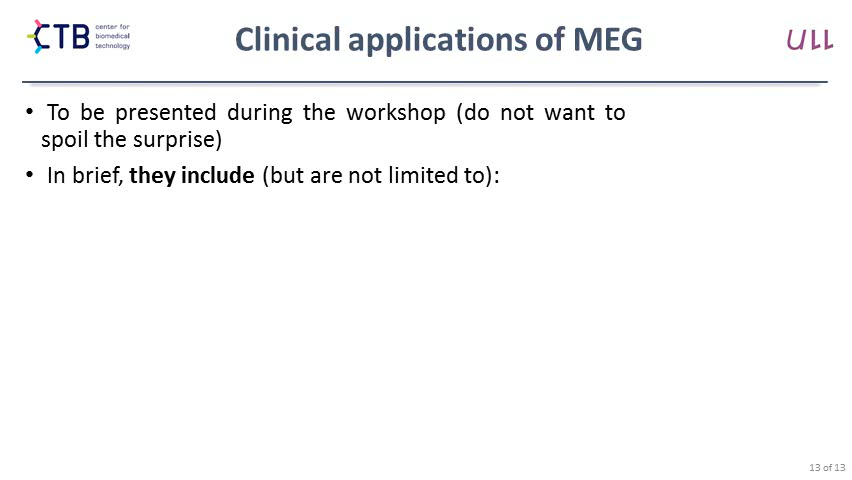 CTB
center for
biomedical
technology
Clinical applications of MEG
ULL
• To be presented during the workshop (do not want to
spoil the surprise)
• In brief, they include (but are not limited to):
13 of 13